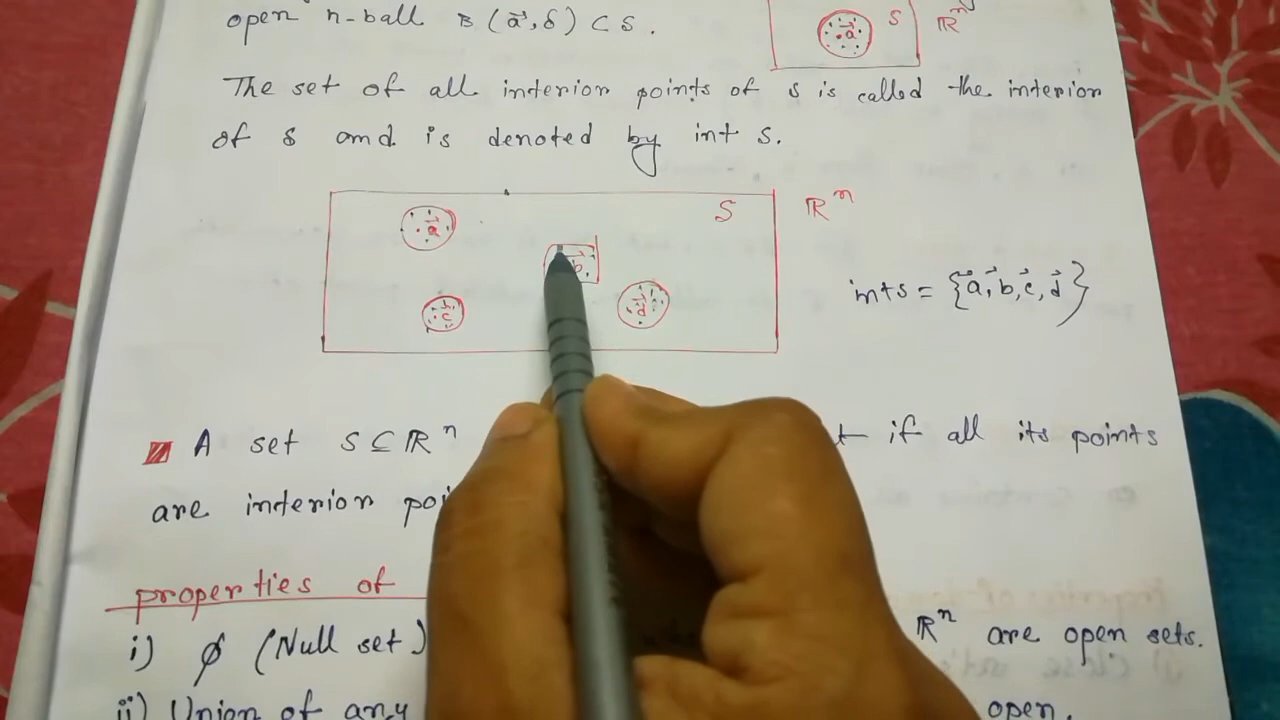 open n-ball B (a⃗, δ) ⊂ S.
a⃗ S ℝⁿ
The set of all interior points of S is called the interior
of S and is denoted by int S.
S ℝⁿ
a⃗
b
c⃗
d⃗
int S = {a⃗, b⃗, c⃗, d⃗}
A set S ⊆ ℝⁿ if all its points
are interior
properties of
i) ϕ (Null set) ℝⁿ are open sets.
ii) Union of any open.